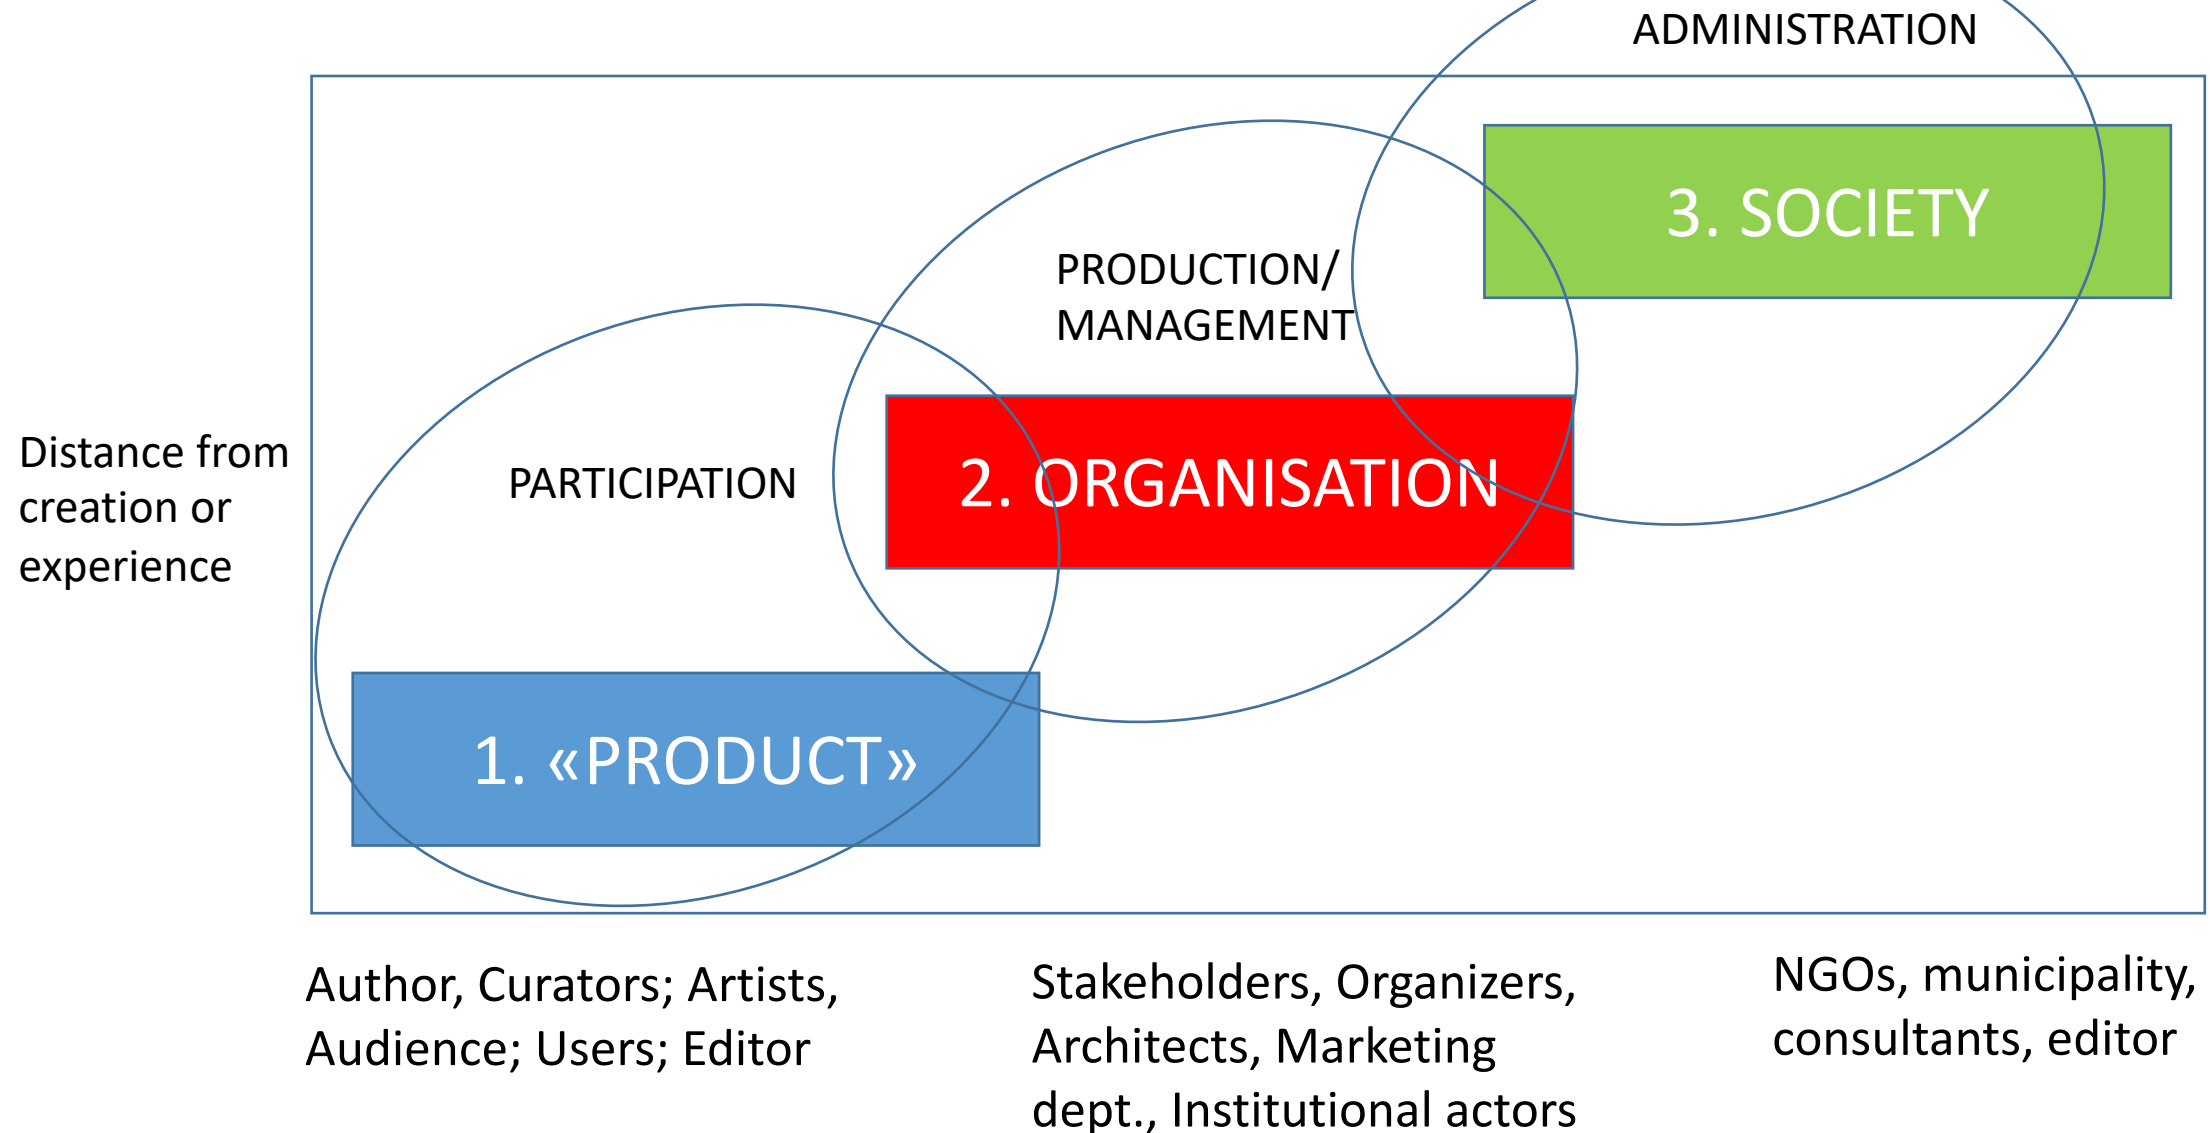 ADMINISTRATION
3. SOCIETY
PRODUCTION/
MANAGEMENT
2. ORGANISATION
Distance from
creation or
experience
PARTICIPATION
1. «PRODUCT»
Author, Curators; Artists,
Audience; Users; Editor
Stakeholders, Organizers,
Architects, Marketing
dept., Institutional actors
NGOs, municipality,
consultants, editor